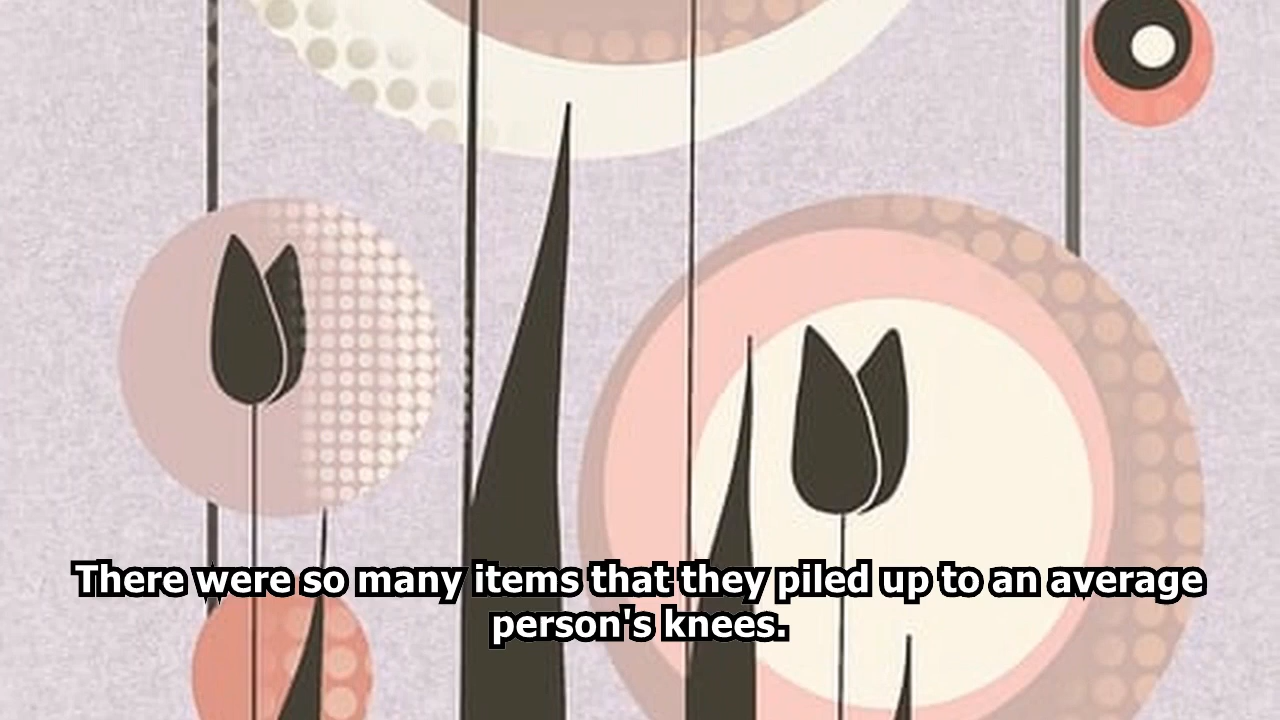 There were so many items that they piled up to an average
person's knees.